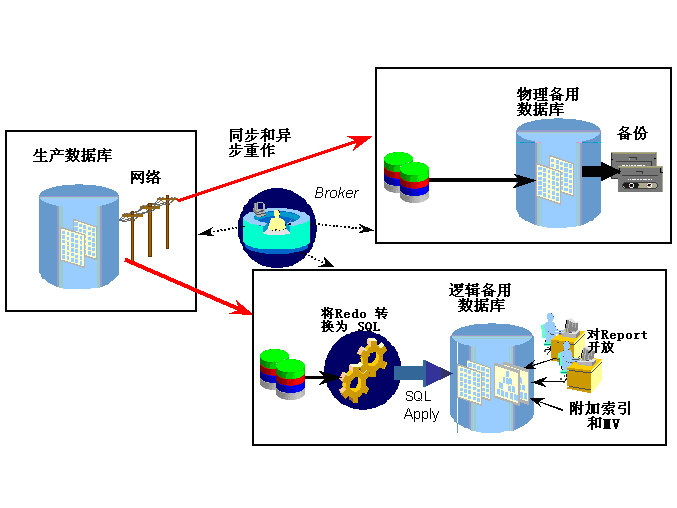 物理备用
数据库
同步和异
步重作
备份
生产数据库
网络
Broker
逻辑备用
数据库
将Redo 转
换为 SQL
对Report
开放
SQL
Apply
附加索引
和MV